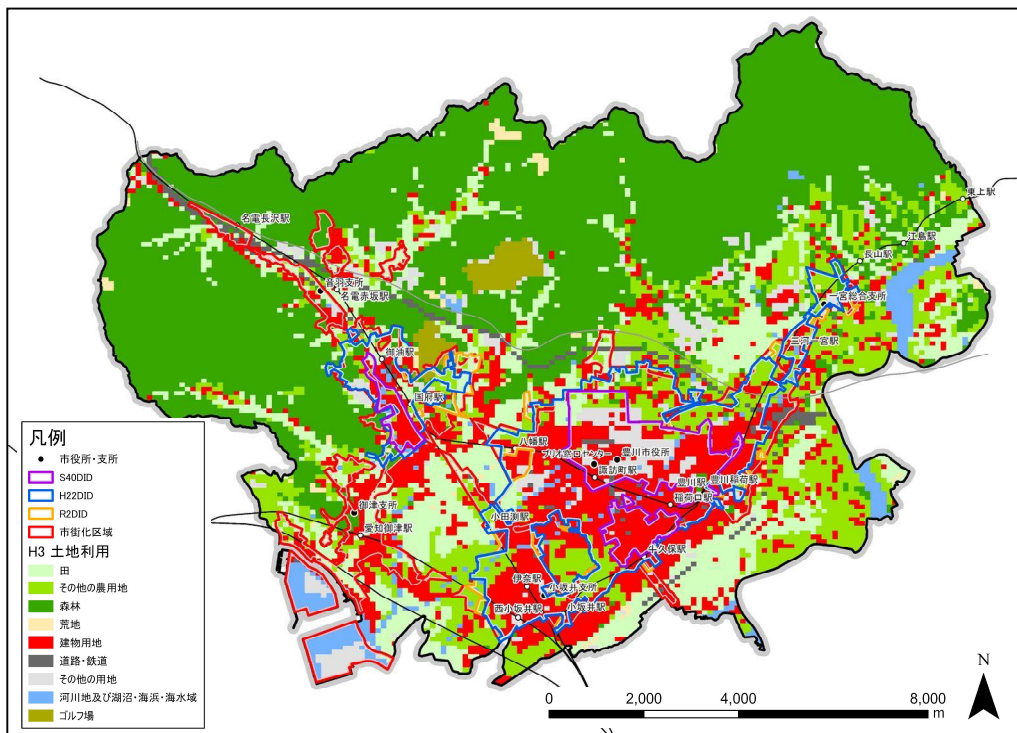 東上駅
江島駅
名電長沢駅
長山駅
音羽支所
名電赤坂駅
一宮総合支所
三河一宮駅
御油駅
国府駅
凡例
市役所・支所
S40DID
H22DID
R2DID
市街化区域
H3 土地利用
田
その他の農用地
森林
荒地
建物用地
道路・鉄道
その他の用地
河川地及び湖沼・海浜・海水域
ゴルフ場
八幡駅
プリオ窓口センター
豊川市役所
諏訪町駅
豊川駅
豊川稲荷駅
稲荷口駅
御津支所
愛知御津駅
小田渕駅
牛久保駅
伊奈駅
小坂井支所
西小坂井駅
小坂井駅
N
0 2,000 4,000 8,000
m